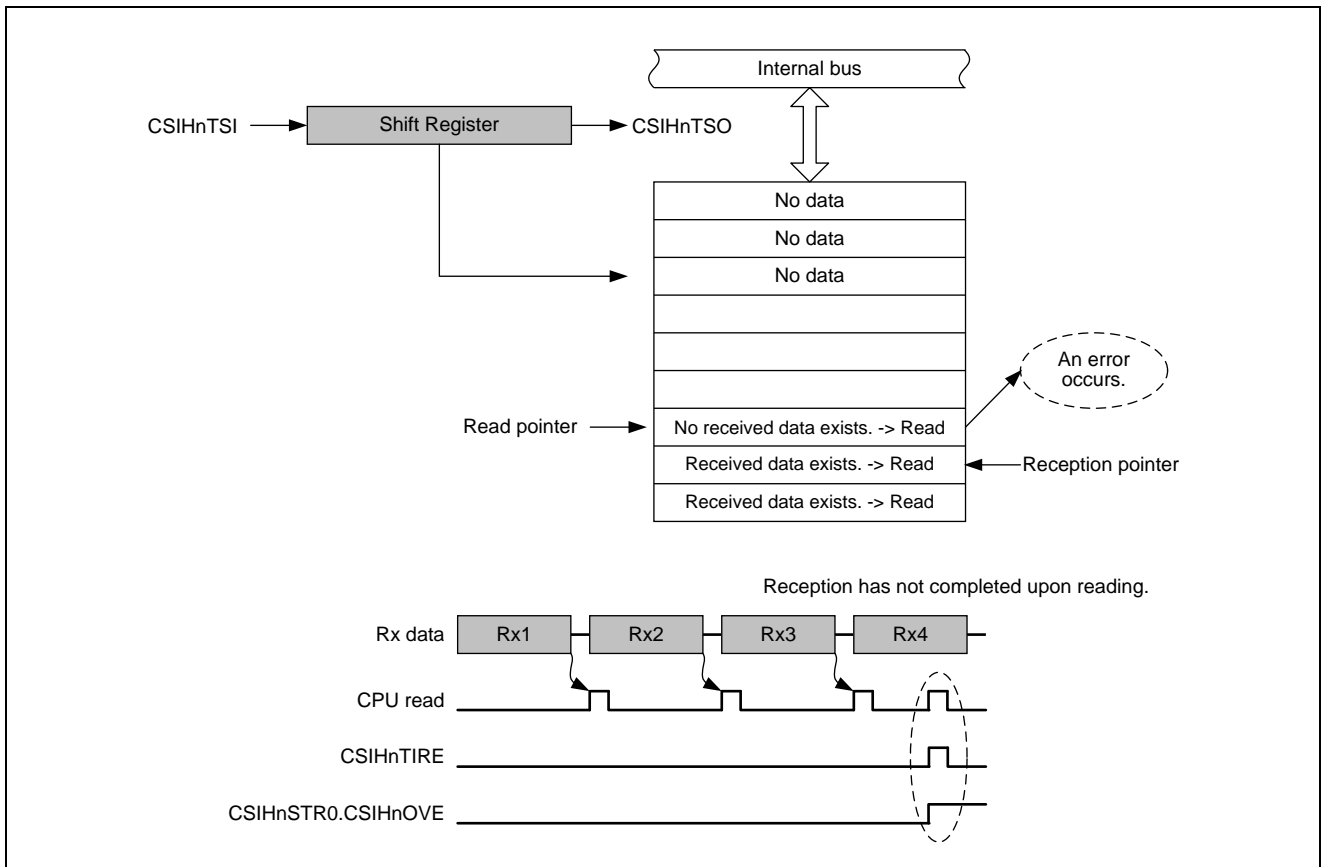 Internal bus
CSIHnTSI
Shift Register
CSIHnTSO
No data
No data
No data
An error
occurs.
Read pointer
No received data exists. -> Read
Received data exists. -> Read
Reception pointer
Received data exists. -> Read
Reception has not completed upon reading.
Rx data
Rx1
Rx2
Rx3
Rx4
CPU read
CSIHnTIRE
CSIHnSTR0.CSIHnOVE